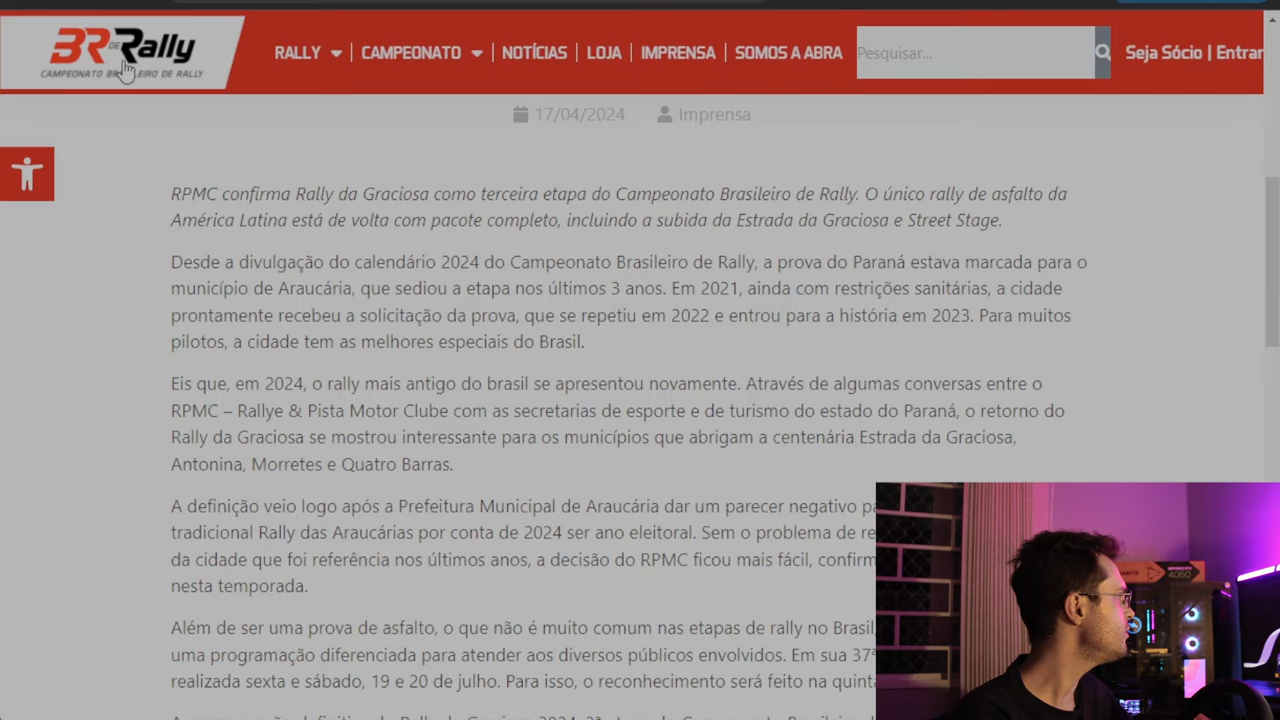 BR DE Rally
CAMPEONATO BRASILEIRO DE RALLY
RALLY
CAMPEONATO
NOTÍCIAS
LOJA
IMPRENSA
SOMOS A ABRA
Pesquisar...
Seja Sócio | Entrar
17/04/2024
Imprensa
RPMC confirma Rally da Graciosa como terceira etapa do Campeonato Brasileiro de Rally. O único rally de asfalto da
América Latina está de volta com pacote completo, incluindo a subida da Estrada da Graciosa e Street Stage.
Desde a divulgação do calendário 2024 do Campeonato Brasileiro de Rally, a prova do Paraná estava marcada para o
município de Araucária, que sediou a etapa nos últimos 3 anos. Em 2021, ainda com restrições sanitárias, a cidade
prontamente recebeu a solicitação da prova, que se repetiu em 2022 e entrou para a história em 2023. Para muitos
pilotos, a cidade tem as melhores especiais do Brasil.
Eis que, em 2024, o rally mais antigo do brasil se apresentou novamente. Através de algumas conversas entre o
RPMC – Rallye & Pista Motor Clube com as secretarias de esporte e de turismo do estado do Paraná, o retorno do
Rally da Graciosa se mostrou interessante para os municípios que abrigam a centenária Estrada da Graciosa,
Antonina, Morretes e Quatro Barras.
A definição veio logo após a Prefeitura Municipal de Araucária dar um parecer negativo
tradicional Rally das Araucárias por conta de 2024 ser ano eleitoral. Sem o problema de
da cidade que foi referência nos últimos anos, a decisão do RPMC ficou mais fácil,
nesta temporada.
Além de ser uma prova de asfalto, o que não é muito comum nas etapas de rally no Brasil,
uma programação diferenciada para atender aos diversos públicos envolvidos. Em sua 37ª
realizada sexta e sábado, 19 e 20 de julho. Para isso, o reconhecimento será feito na
4060